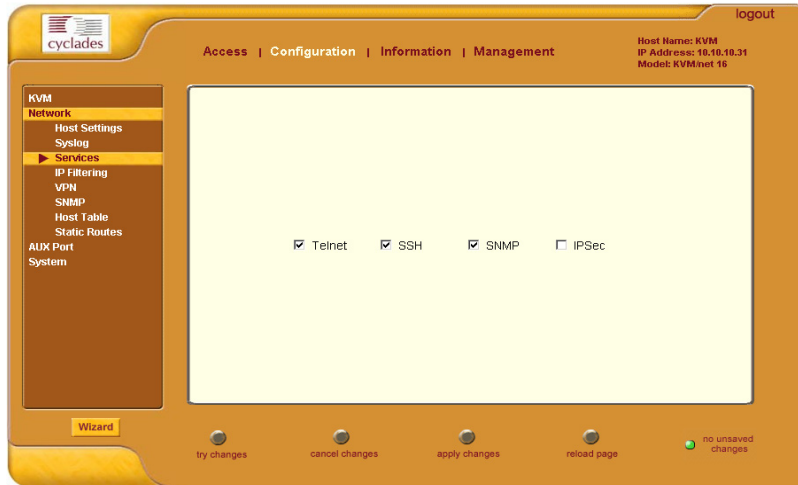 logout
cyclades
Access | Configuration | Information | Management
Host Name: KVM
IP Address: 10.10.10.31
Model: KVM/net 16
KVM
Network
Host Settings
Syslog
Services
IP Filtering
VPN
SNMP
Host Table
Static Routes
AUX Port
System
Telnet SSH SNMP IPSec
Wizard
try changes
cancel changes
apply changes
reload page
no unsaved
changes